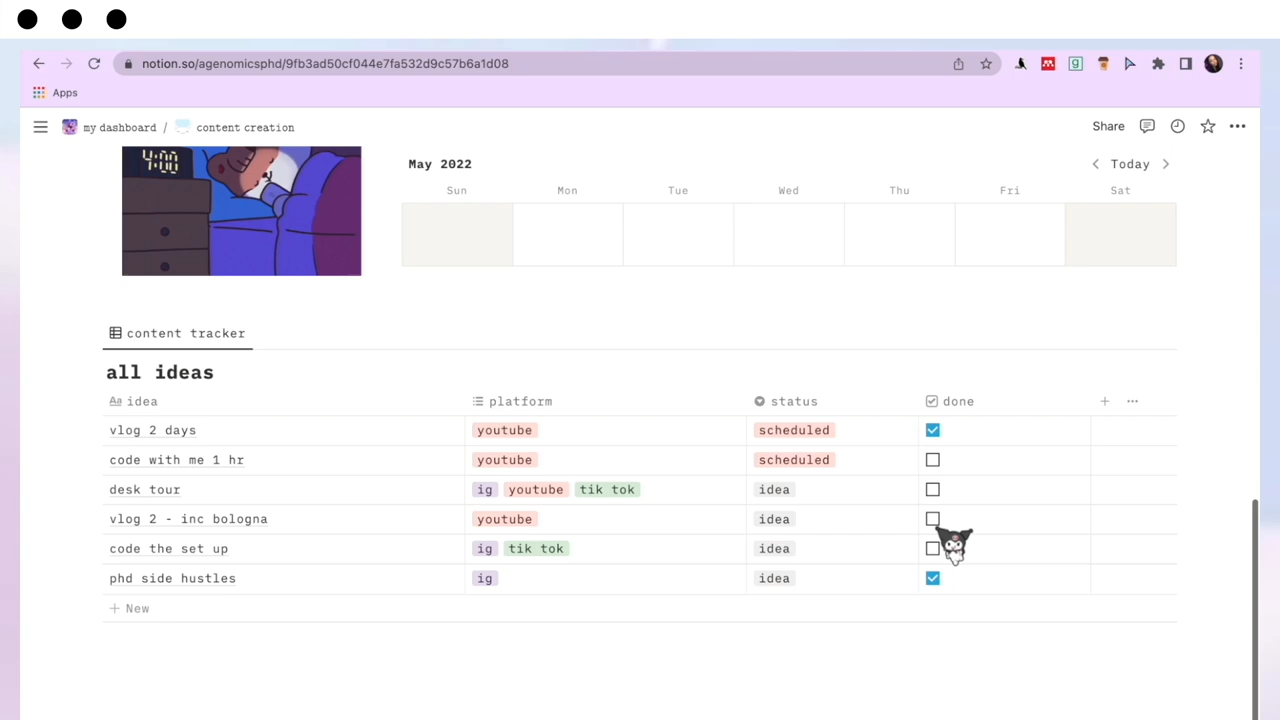 notion.so/agenomicsphd/9fb3ad50cf044e7fa532d9c57b6a1d08
Apps
my dashboard / content creation
Share
4:00
May 2022
Today
Sun Mon Tue Wed Thu Fri Sat
content tracker
all ideas
Aa idea platform status done
vlog 2 days youtube scheduled
code with me 1 hr youtube scheduled
desk tour ig youtube tik tok idea
vlog 2 - inc bologna youtube idea
code the set up ig tik tok idea
phd side hustles ig idea
+ New